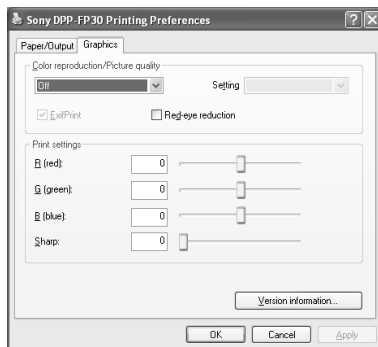 Sony DPP-FP30 Printing Preferences
Paper/Output Graphics
Color reproduction/Picture quality
Off Setting
ExifPrint Red-eye reduction
Print settings
R (red): 0
G (green): 0
B (blue): 0
Sharp: 0
Version information...
OK Cancel Apply